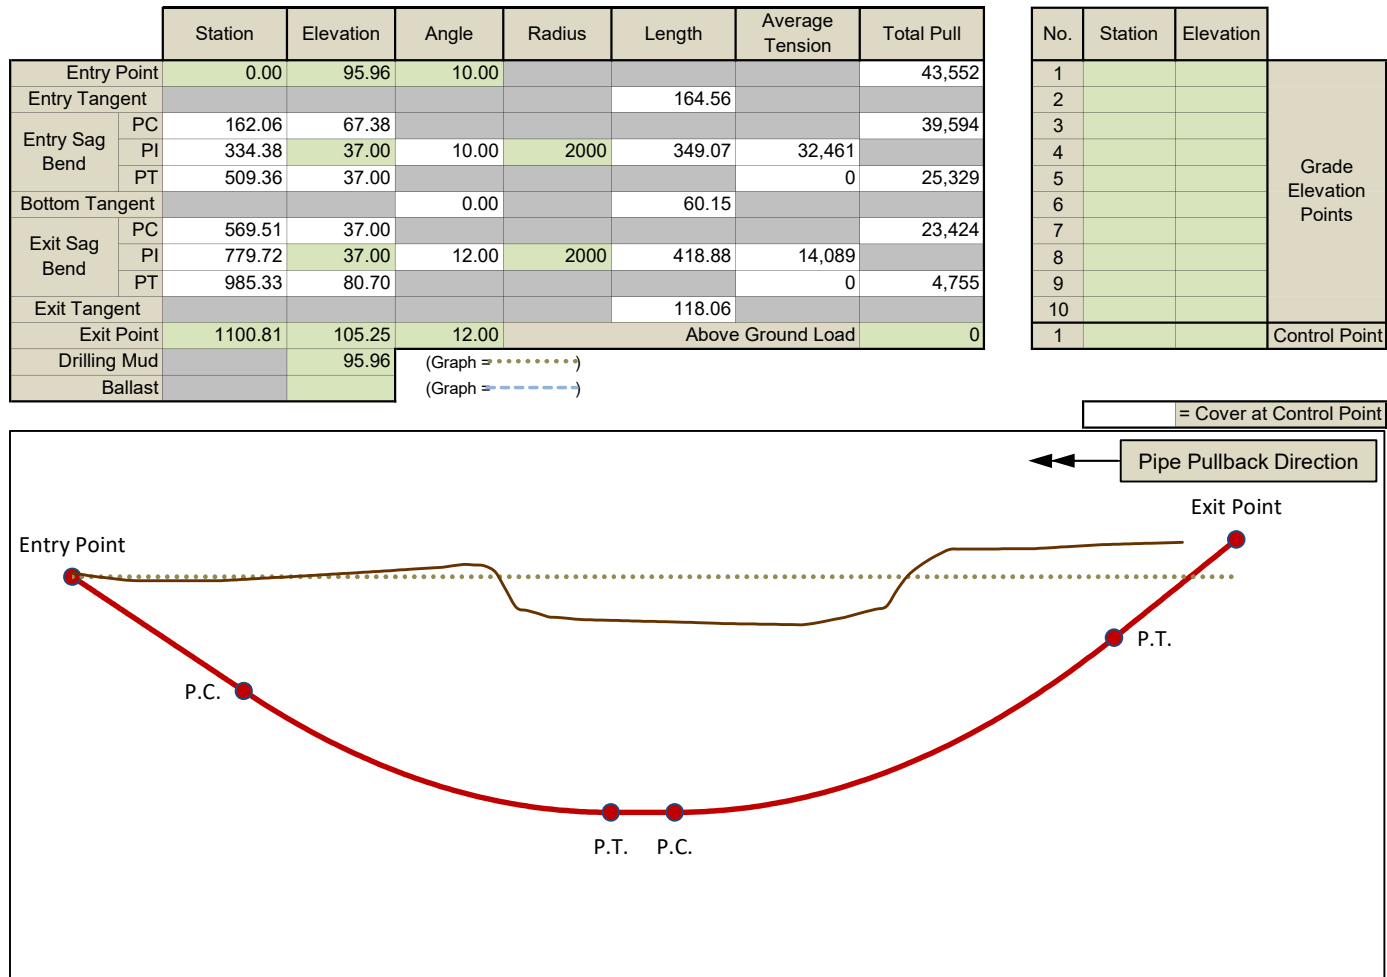 Station Elevation Angle Radius Length Average Tension Total Pull
Entry Point 0.00 95.96 10.00 43,552
Entry Tangent 164.56
Entry Sag Bend
PC 162.06 67.38 39,594
PI 334.38 37.00 10.00 2000 349.07 32,461
PT 509.36 37.00 0 25,329
Bottom Tangent 0.00 60.15
Exit Sag Bend
PC 569.51 37.00 23,424
PI 779.72 37.00 12.00 2000 418.88 14,089
PT 985.33 80.70 0 4,755
Exit Tangent 118.06
Exit Point 1100.81 105.25 12.00 Above Ground Load 0
Drilling Mud 95.96 (Graph = )
Ballast (Graph = )
No. Station Elevation
1
2
3
4
5
6
7
8
9
10
Grade
Elevation
Points
1 Control Point
= Cover at Control Point
Pipe Pullback Direction
Exit Point
Entry Point
P.T.
P.C.
P.T. P.C.